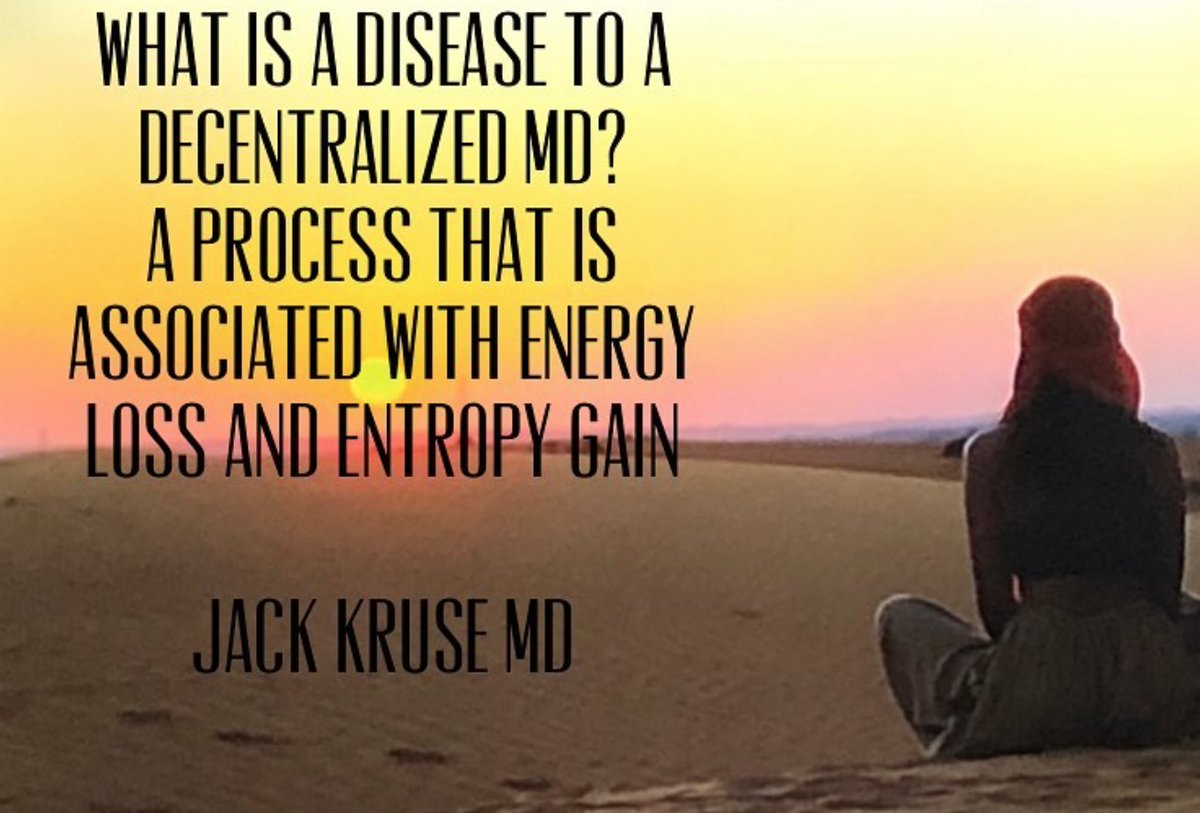 WHAT IS A DISEASE TO A
DECENTRALIZED MD?
A PROCESS THAT IS
ASSOCIATED WITH ENERGY
LOSS AND ENTROPY GAIN
JACK KRUSE MD